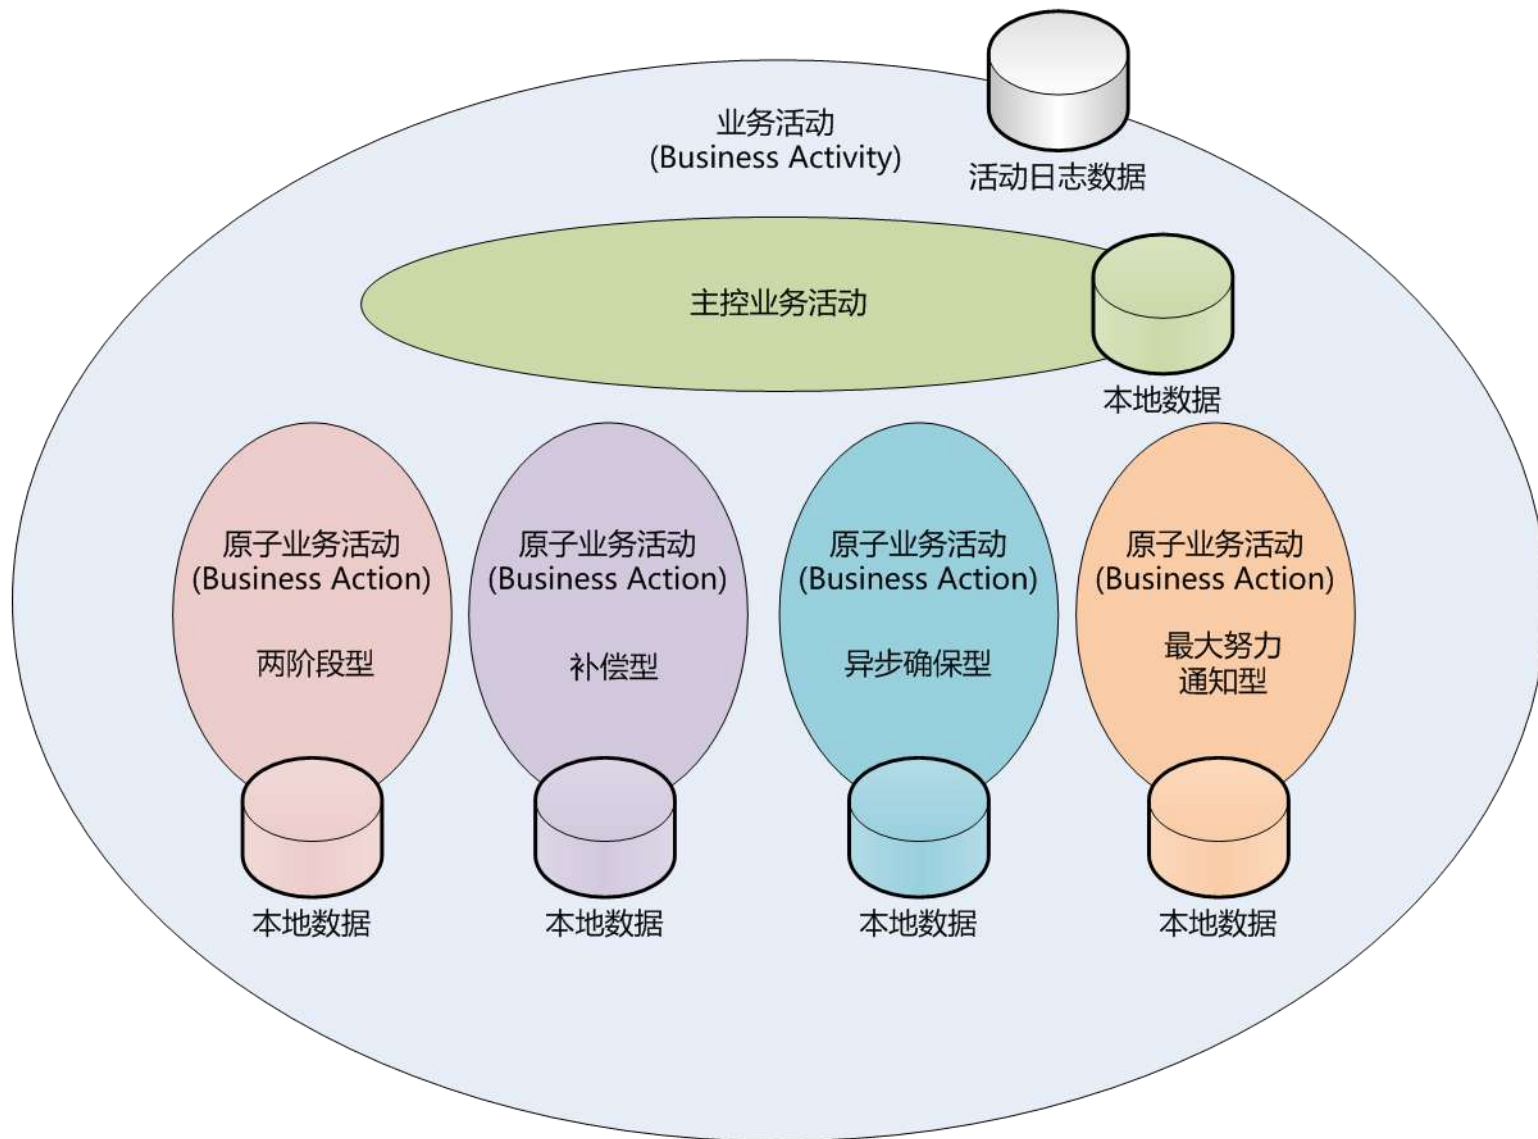 业务活动
(Business Activity)
活动日志数据
主控业务活动
本地数据
原子业务活动
(Business Action)
两阶段型
本地数据
原子业务活动
(Business Action)
补偿型
本地数据
原子业务活动
(Business Action)
异步确保型
本地数据
原子业务活动
(Business Action)
最大努力
通知型
本地数据